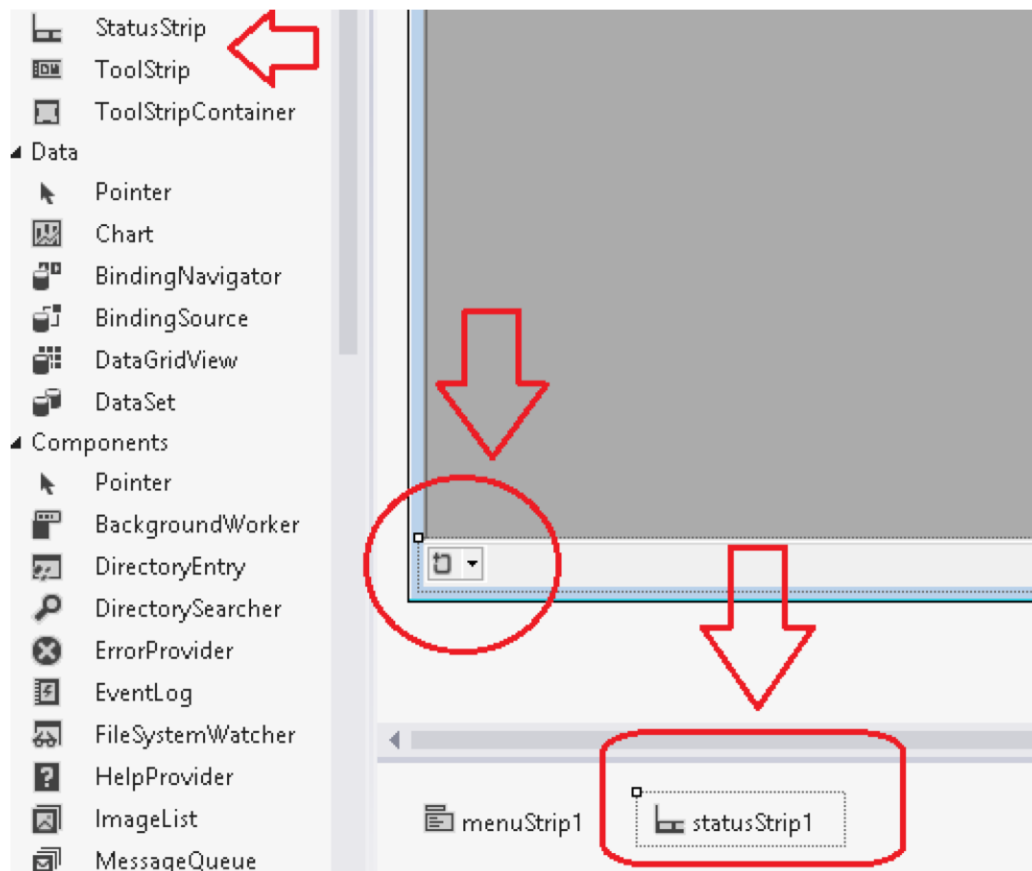 StatusStrip
ToolStrip
ToolStripContainer
Data
Pointer
Chart
BindingNavigator
BindingSource
DataGridView
DataSet
Components
Pointer
BackgroundWorker
DirectoryEntry
DirectorySearcher
ErrorProvider
EventLog
FileSystemWatcher
HelpProvider
ImageList
MessageQueue
menuStrip1
statusStrip1